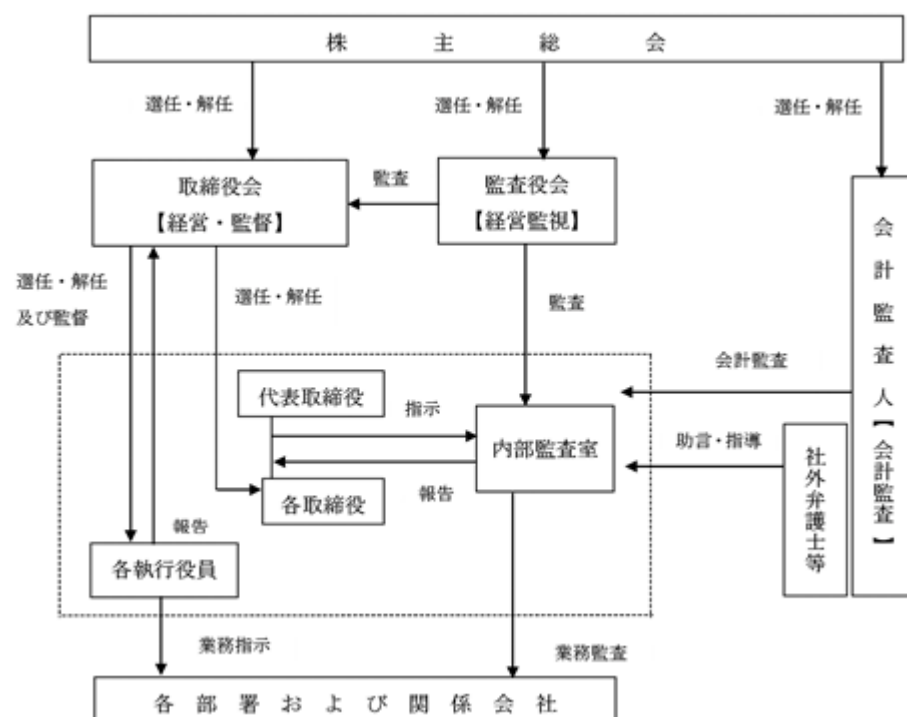 株主総会
選任・解任
選任・解任
選任・解任
取締役会
【経営・監督】
監査
監査役会
【経営監視】
会計監査人【会計監査】
選任・解任
及び監督
選任・解任
監査
代表取締役
指示
内部監査室
会計監査
助言・指導
社外弁護士等
報告
各取締役
報告
各執行役員
業務指示
業務監査
各部署および関係会社